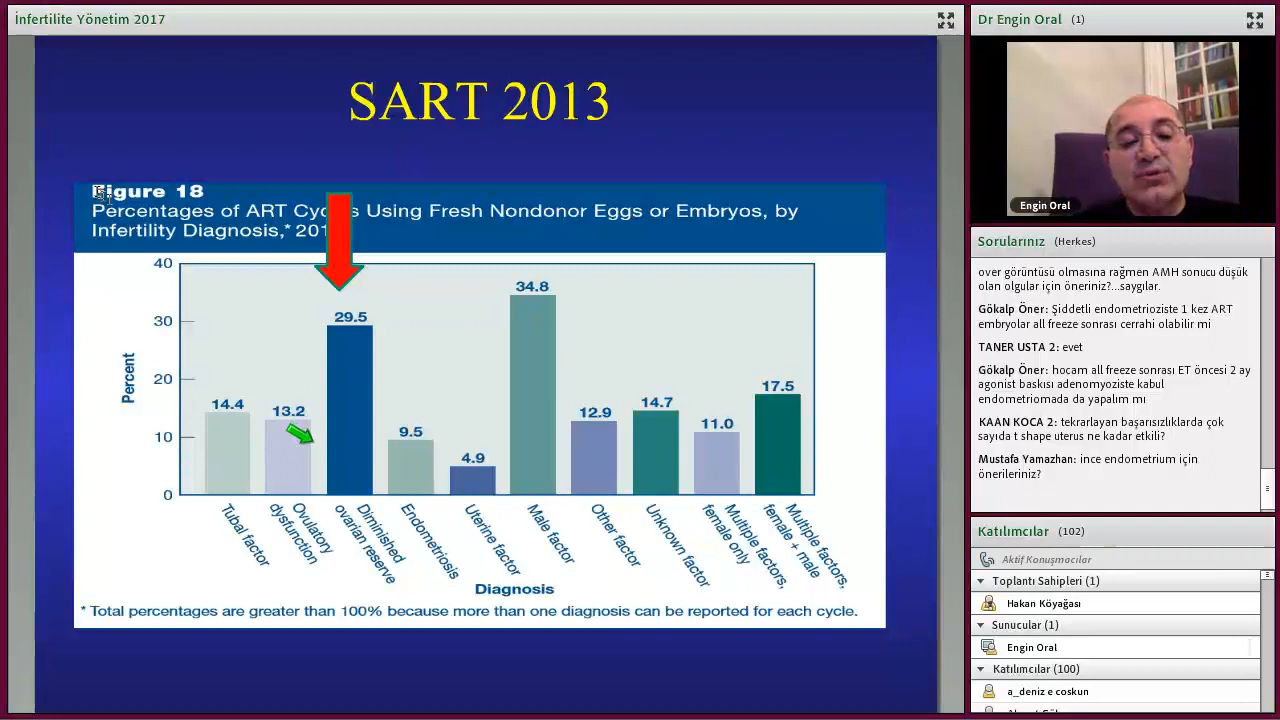 İnfertilite Yönetim 2017
SART 2013
Figure 18
Percentages of ART Cycles Using Fresh Nondonor Eggs or Embryos, by
Infertility Diagnosis,* 201
40
30
20
10
0
Percent
14.4
13.2
29.5
9.5
4.9
34.8
12.9
14.7
11.0
17.5
Tubal factor
Ovulatory
dysfunction
Diminished
ovarian reserve
Endometriosis
Uterine factor
Male factor
Other factor
Unknown factor
Multiple factors,
female only
Multiple factors,
female + male
Diagnosis
* Total percentages are greater than 100% because more than one diagnosis can be reported for each cycle.
Dr Engin Oral (1)
Engin Oral
Sorularınız (Herkes)
over görüntüsü olmasına rağmen AMH sonucu düşük
olan olgular için öneriniz?...saygılar.
Gökalp Öner: Şiddetli endometrioziste 1 kez ART
embryolar all freeze sonrası cerrahi olabilir mi
TANER USTA 2: evet
Gökalp Öner: hocam all freeze sonrası ET öncesi 2 ay
agonist baskısı adenomyoziste kabul
endometriomada da yapalım mı
KAAN KOCA 2: tekrarlayan başarısızlıklarda çok
sayıda t shape uterus ne kadar etkili?
Mustafa Yamazhan: ince endometrium için
önerileriniz?
Katılımcılar (102)
Aktif Konuşmacılar
Toplantı Sahipleri (1)
Hakan Köyağası
Sunucular (1)
Engin Oral
Katılımcılar (100)
a_deniz e coskun